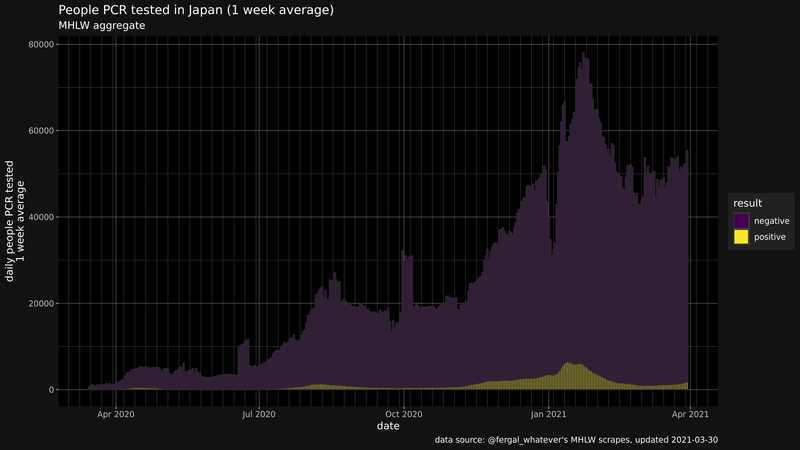 People PCR tested in Japan (1 week average)
MHLW aggregate
daily people PCR tested
1 week average
80000
60000
40000
20000
0
Apr 2020
Jul 2020
Oct 2020
Jan 2021
Apr 2021
date
result
negative
positive
data source: @fergal_whatever's MHLW scrapes, updated 2021-03-30